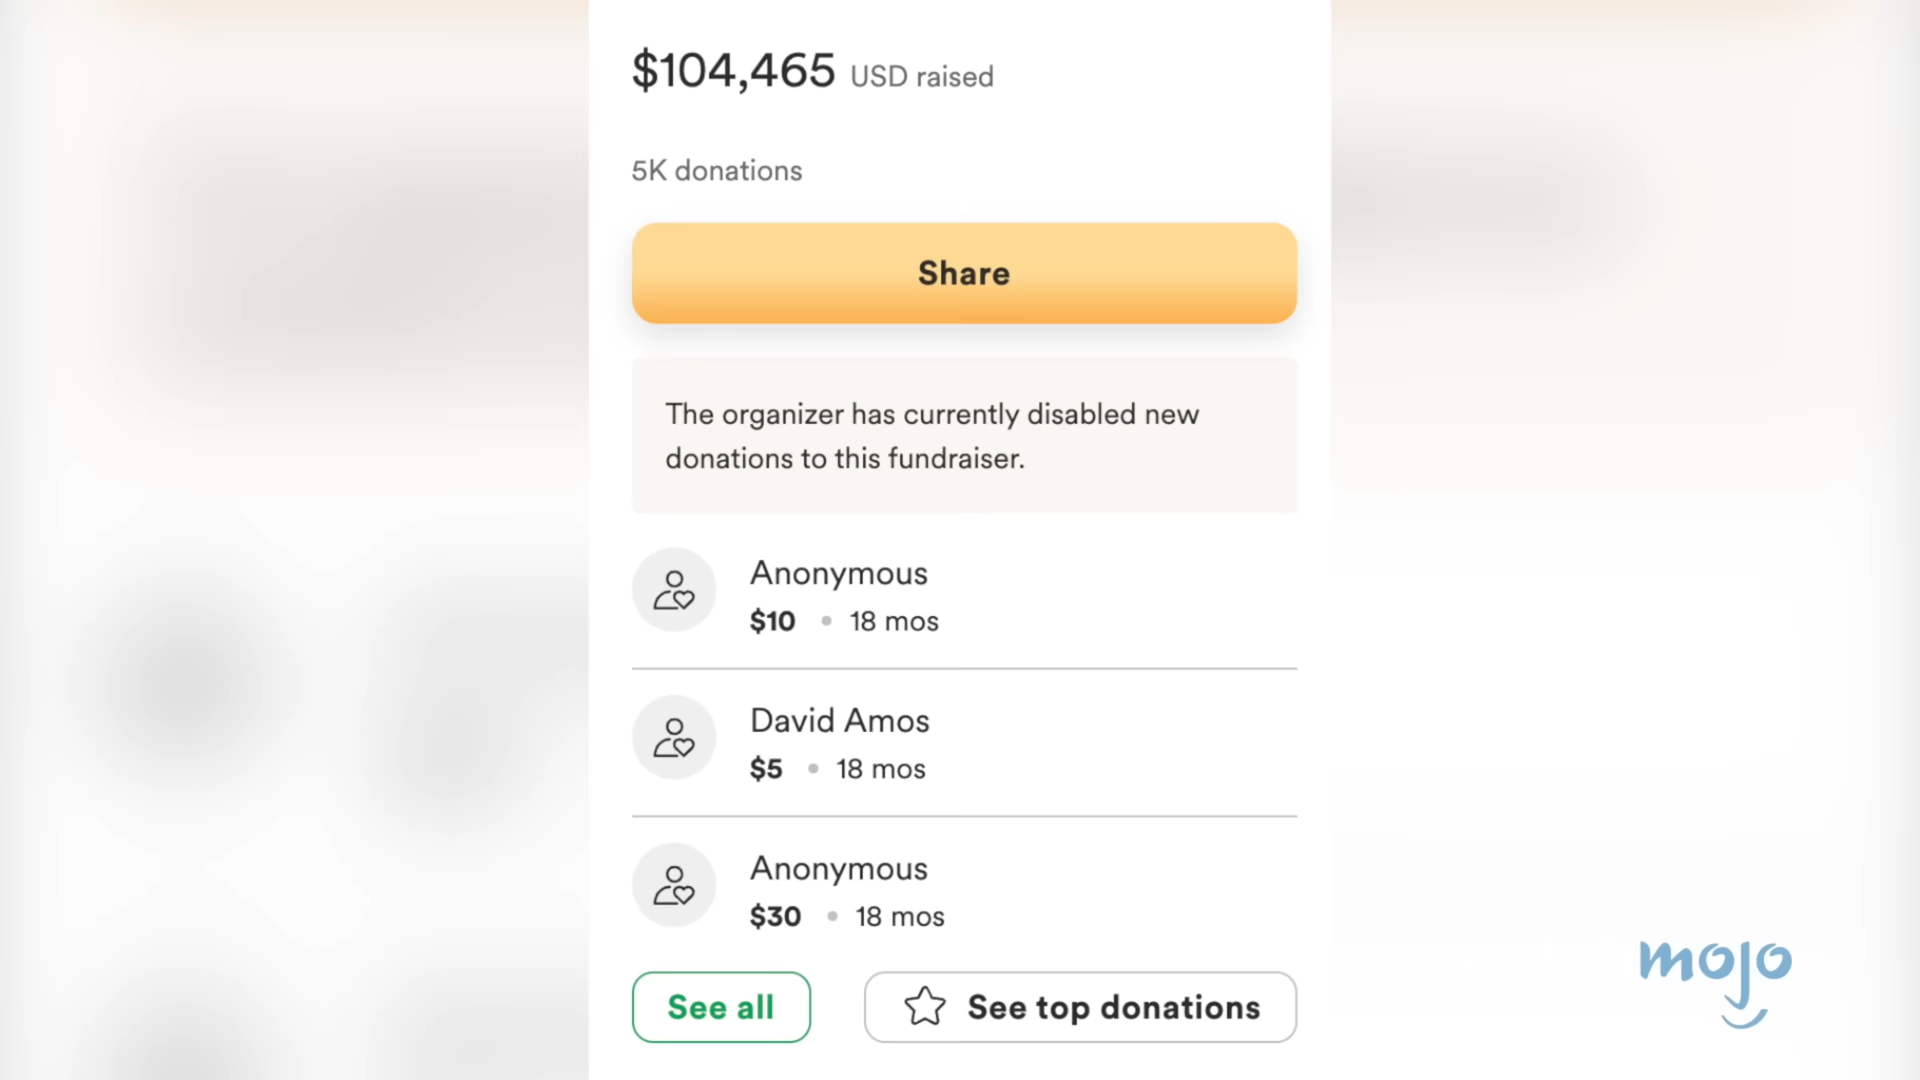 $104,465 USD raised
5K donations
Share
The organizer has currently disabled new
donations to this fundraiser.
Anonymous
$10 • 18 mos
David Amos
$5 • 18 mos
Anonymous
$30 • 18 mos
See all
See top donations
mojo